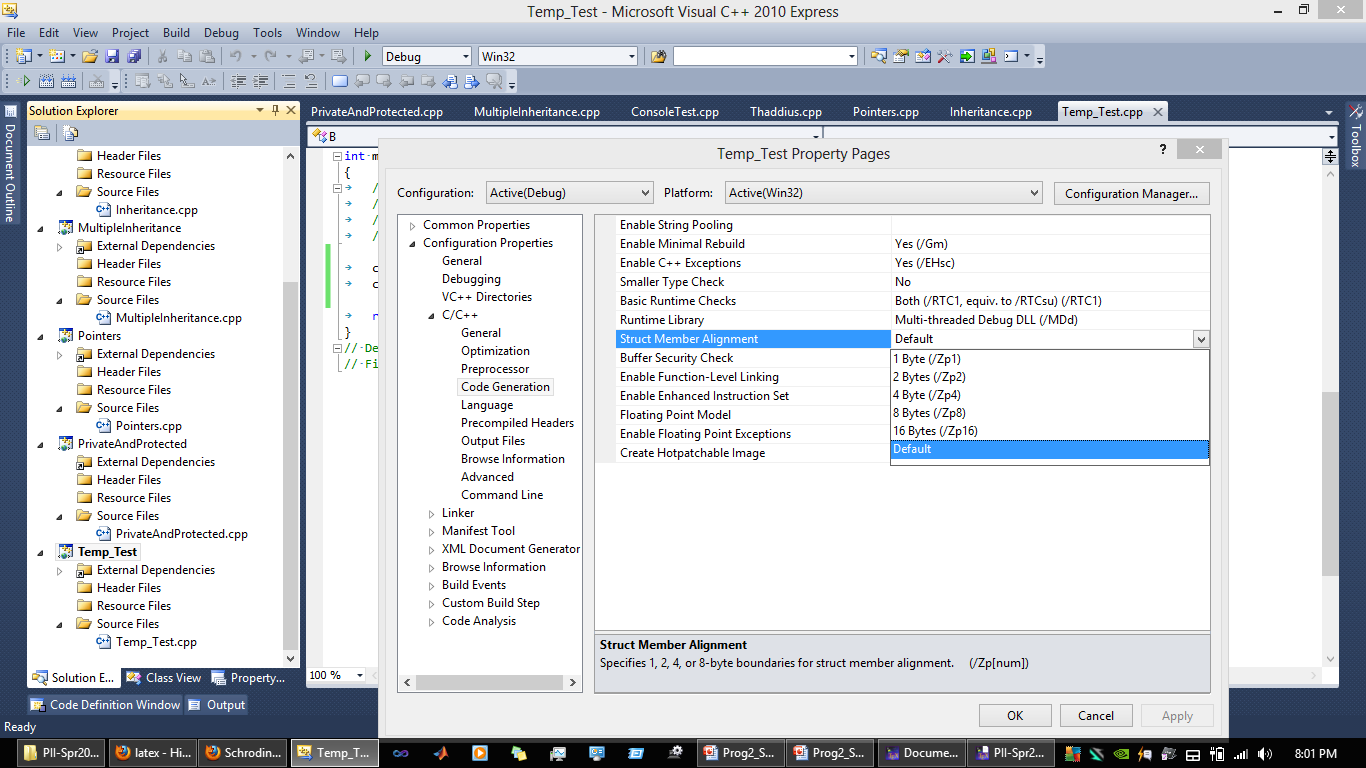 Temp_Test - Microsoft Visual C++ 2010 Express
File Edit View Project Build Debug Tools Window Help
Debug Win32
Solution Explorer
PrivateAndProtected.cpp MultipleInheritance.cpp ConsoleTest.cpp Thaddius.cpp Pointers.cpp Inheritance.cpp Temp_Test.cpp
Document Outline
Toolbox
Header Files
Resource Files
Source Files
Inheritance.cpp
MultipleInheritance
External Dependencies
Header Files
Resource Files
Source Files
MultipleInheritance.cpp
Pointers
External Dependencies
Header Files
Resource Files
Source Files
Pointers.cpp
PrivateAndProtected
External Dependencies
Header Files
Resource Files
Source Files
PrivateAndProtected.cpp
Temp_Test
External Dependencies
Header Files
Resource Files
Source Files
Temp_Test.cpp
Solution E... Class View Property...
B
int m
{
//
/
/
/
c
c
}
// De
// Fi
100 %
Temp_Test Property Pages
?
Configuration: Active(Debug) Platform: Active(Win32) Configuration Manager...
Common Properties
Configuration Properties
General
Debugging
VC++ Directories
C/C++
General
Optimization
Preprocessor
Code Generation
Language
Precompiled Headers
Output Files
Browse Information
Advanced
Command Line
Linker
Manifest Tool
XML Document Generator
Browse Information
Build Events
Custom Build Step
Code Analysis
Enable String Pooling
Enable Minimal Rebuild Yes (/Gm)
Enable C++ Exceptions Yes (/EHsc)
Smaller Type Check No
Basic Runtime Checks Both (/RTC1, equiv. to /RTCsu) (/RTC1)
Runtime Library Multi-threaded Debug DLL (/MDd)
Struct Member Alignment Default
Buffer Security Check
Enable Function-Level Linking
Enable Enhanced Instruction Set
Floating Point Model
Enable Floating Point Exceptions
Create Hotpatchable Image
1 Byte (/Zp1)
2 Bytes (/Zp2)
4 Byte (/Zp4)
8 Bytes (/Zp8)
16 Bytes (/Zp16)
Default
Struct Member Alignment
Specifies 1, 2, 4, or 8-byte boundaries for struct member alignment. (/Zp[num])
OK Cancel Apply
Code Definition Window Output
Ready
PII-Spr20... latex - Hi... Schrodin... Temp_T... Prog2_S... Prog2_S... Docume... PII-Spr2... 8:01 PM